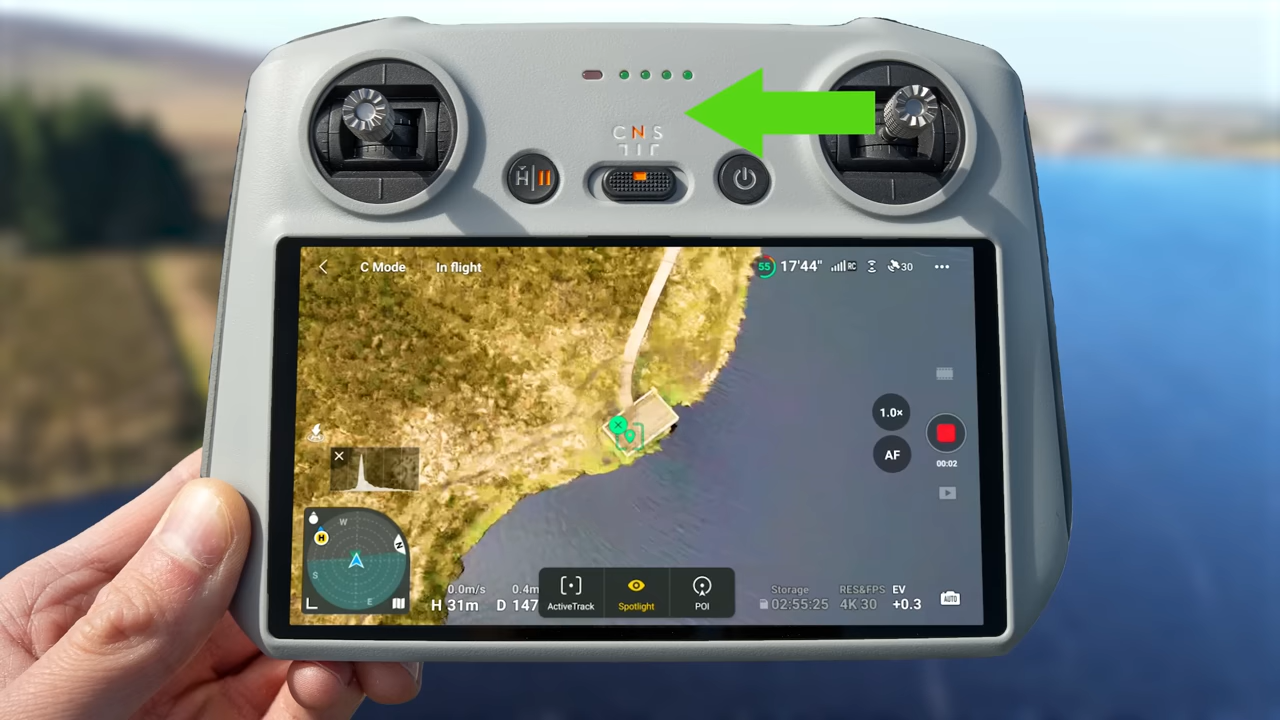 C N S
H
C Mode In flight 55 17'44" RC 30
1.0×
AF
00:02
W
N
H
S
E
0.0m/s 0.4m
H 31m D 147
ActiveTrack Spotlight POI
Storage RES&FPS EV
02:55:25 4K 30 +0.3
AUTO